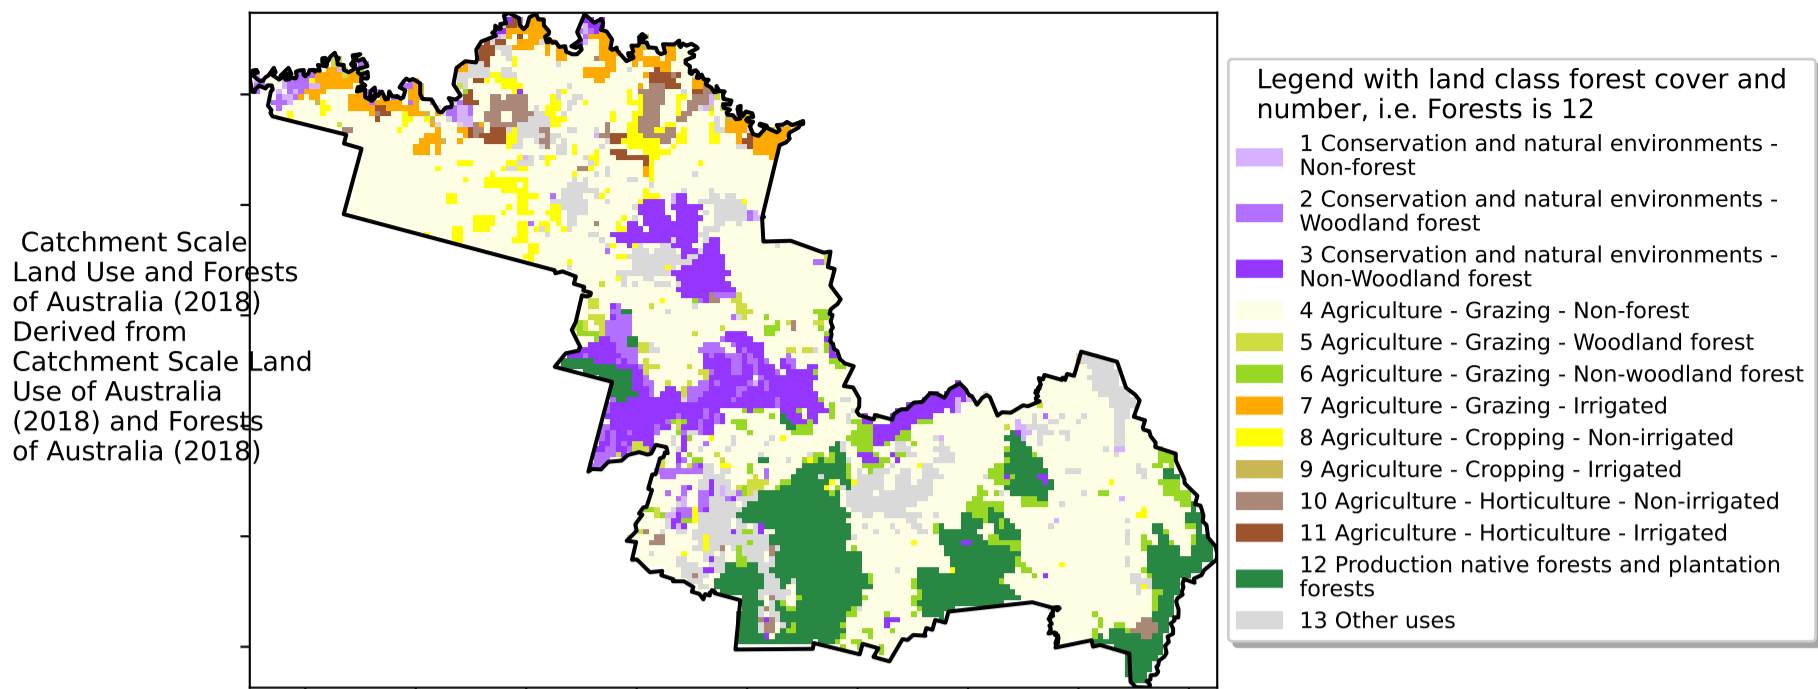 Catchment Scale
Land Use and Forests
of Australia (2018)
Derived from
Catchment Scale Land
Use of Australia
(2018) and Forests
of Australia (2018)
Legend with land class forest cover and
number, i.e. Forests is 12
1 Conservation and natural environments -
Non-forest
2 Conservation and natural environments -
Woodland forest
3 Conservation and natural environments -
Non-Woodland forest
4 Agriculture - Grazing - Non-forest
5 Agriculture - Grazing - Woodland forest
6 Agriculture - Grazing - Non-woodland forest
7 Agriculture - Grazing - Irrigated
8 Agriculture - Cropping - Non-irrigated
9 Agriculture - Cropping - Irrigated
10 Agriculture - Horticulture - Non-irrigated
11 Agriculture - Horticulture - Irrigated
12 Production native forests and plantation
forests
13 Other uses